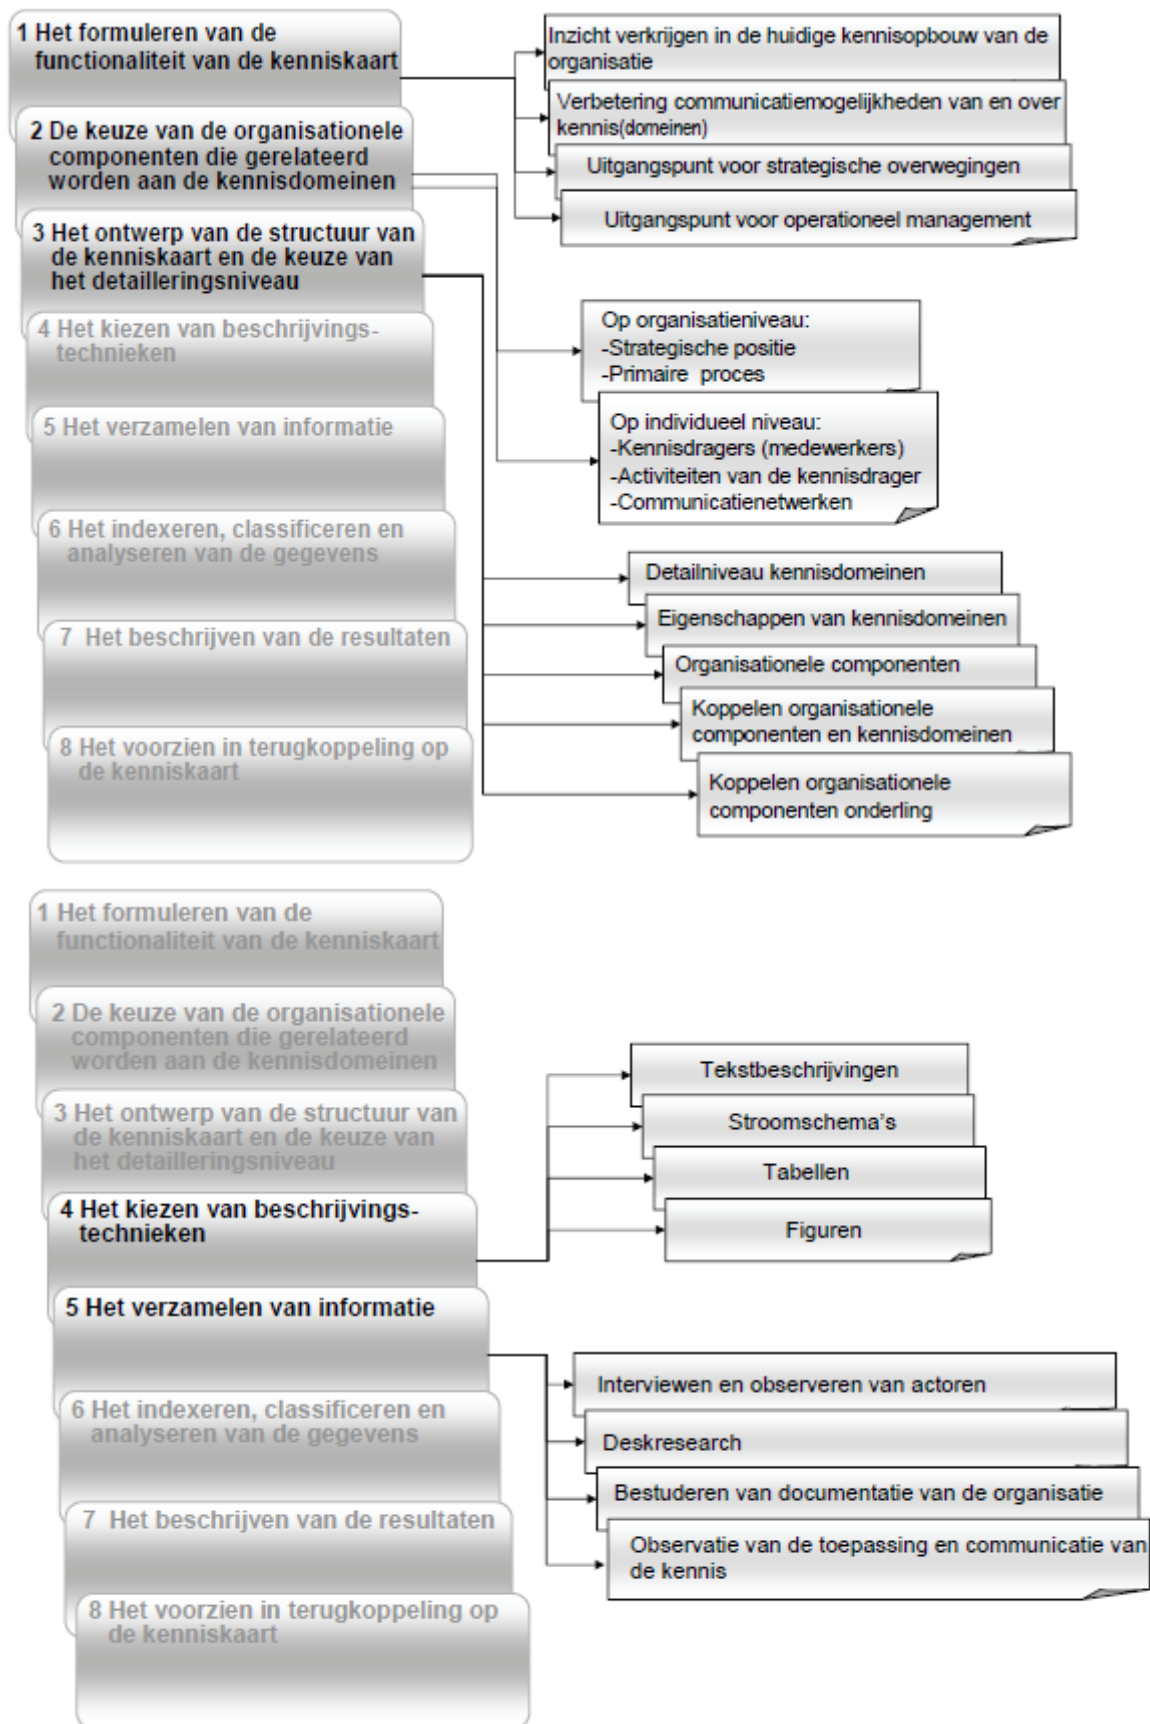 1 Het formuleren van de
functionaliteit van de kenniskaart
2 De keuze van de organisationele
componenten die gerelateerd
worden aan de kennisdomeinen
3 Het ontwerp van de structuur van
de kenniskaart en de keuze van
het detailleringsniveau
4 Het kiezen van beschrijvings-
technieken
5 Het verzamelen van informatie
6 Het indexeren, classificeren en
analyseren van de gegevens
7 Het beschrijven van de resultaten
8 Het voorzien in terugkoppeling op
de kenniskaart
Inzicht verkrijgen in de huidige kennisopbouw van de
organisatie
Verbetering communicatiemogelijkheden van en over
kennis(domeinen)
Uitgangspunt voor strategische overwegingen
Uitgangspunt voor operationeel management
Op organisatieniveau:
-Strategische positie
-Primaire proces
Op individueel niveau:
-Kennisdragers (medewerkers)
-Activiteiten van de kennisdrager
-Communicatienetwerken
Detailniveau kennisdomeinen
Eigenschappen van kennisdomeinen
Organisationele componenten
Koppelen organisationele
componenten en kennisdomeinen
Koppelen organisationele
componenten onderling
1 Het formuleren van de
functionaliteit van de kenniskaart
2 De keuze van de organisationele
componenten die gerelateerd
worden aan de kennisdomeinen
3 Het ontwerp van de structuur van
de kenniskaart en de keuze van
het detailleringsniveau
4 Het kiezen van beschrijvings-
technieken
5 Het verzamelen van informatie
6 Het indexeren, classificeren en
analyseren van de gegevens
7 Het beschrijven van de resultaten
8 Het voorzien in terugkoppeling op
de kenniskaart
Tekstbeschrijvingen
Stroomschema's
Tabellen
Figuren
Interviewen en observeren van actoren
Deskresearch
Bestuderen van documentatie van de organisatie
Observatie van de toepassing en communicatie van
de kennis